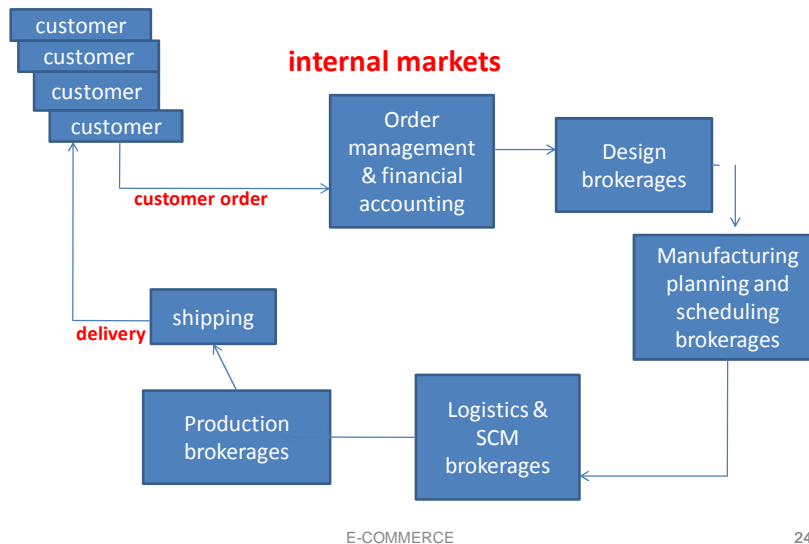 customer
customer
customer
customer
internal markets
Order
management
& financial
accounting
Design
brokerages
customer order
Manufacturing
planning and
scheduling
brokerages
shipping
delivery
Production
brokerages
Logistics &
SCM
brokerages
E-COMMERCE
24